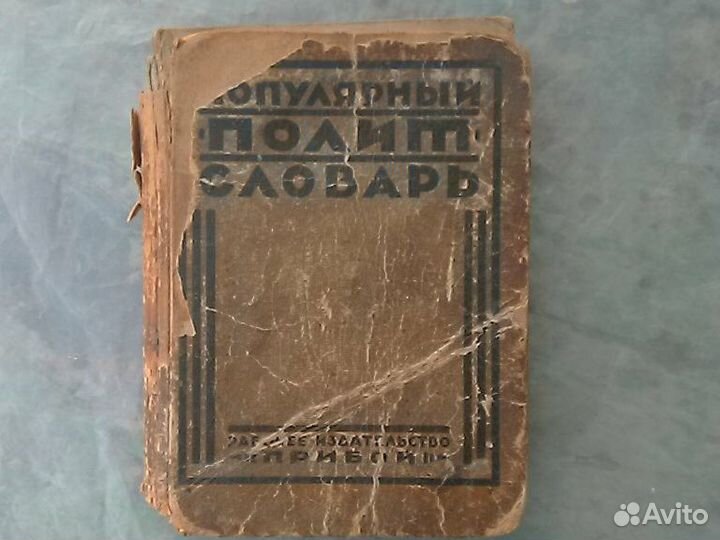 ПОПУЛЯРНЫЙ
ПОЛИТ
СЛОВАРЬ
РАБОЧЕЕ ИЗДАТЕЛЬСТВО
ПРИБОЙ
Avito